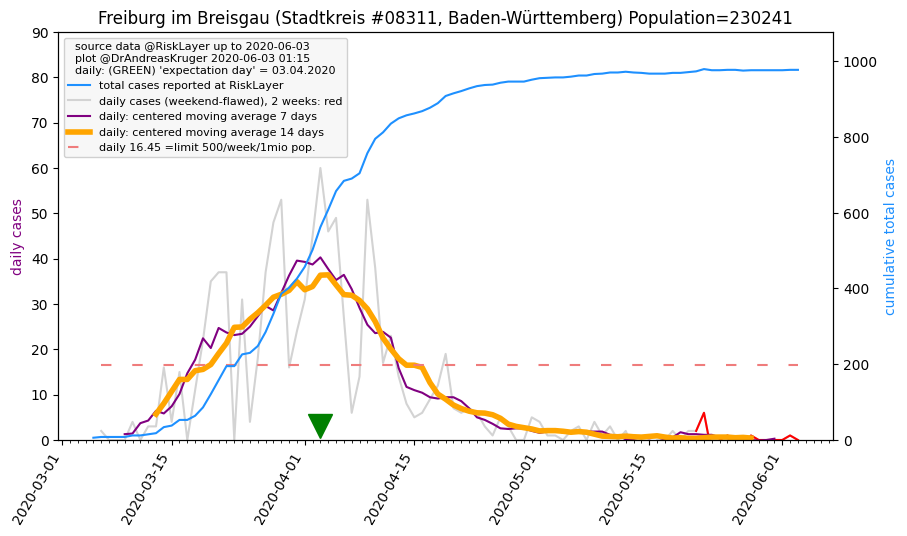 Freiburg im Breisgau (Stadtkreis #08311, Baden-Württemberg) Population=230241
source data @RiskLayer up to 2020-06-03
plot @DrAndreasKruger 2020-06-03 01:15
daily: (GREEN) 'expectation day' = 03.04.2020
total cases reported at RiskLayer
daily cases (weekend-flawed), 2 weeks: red
daily: centered moving average 7 days
daily: centered moving average 14 days
daily 16.45 =limit 500/week/1mio pop.
daily cases
90
80
70
60
50
40
30
20
10
0
cumulative total cases
1000
800
600
400
200
0
2020-03-01
2020-03-15
2020-04-01
2020-04-15
2020-05-01
2020-05-15
2020-06-01